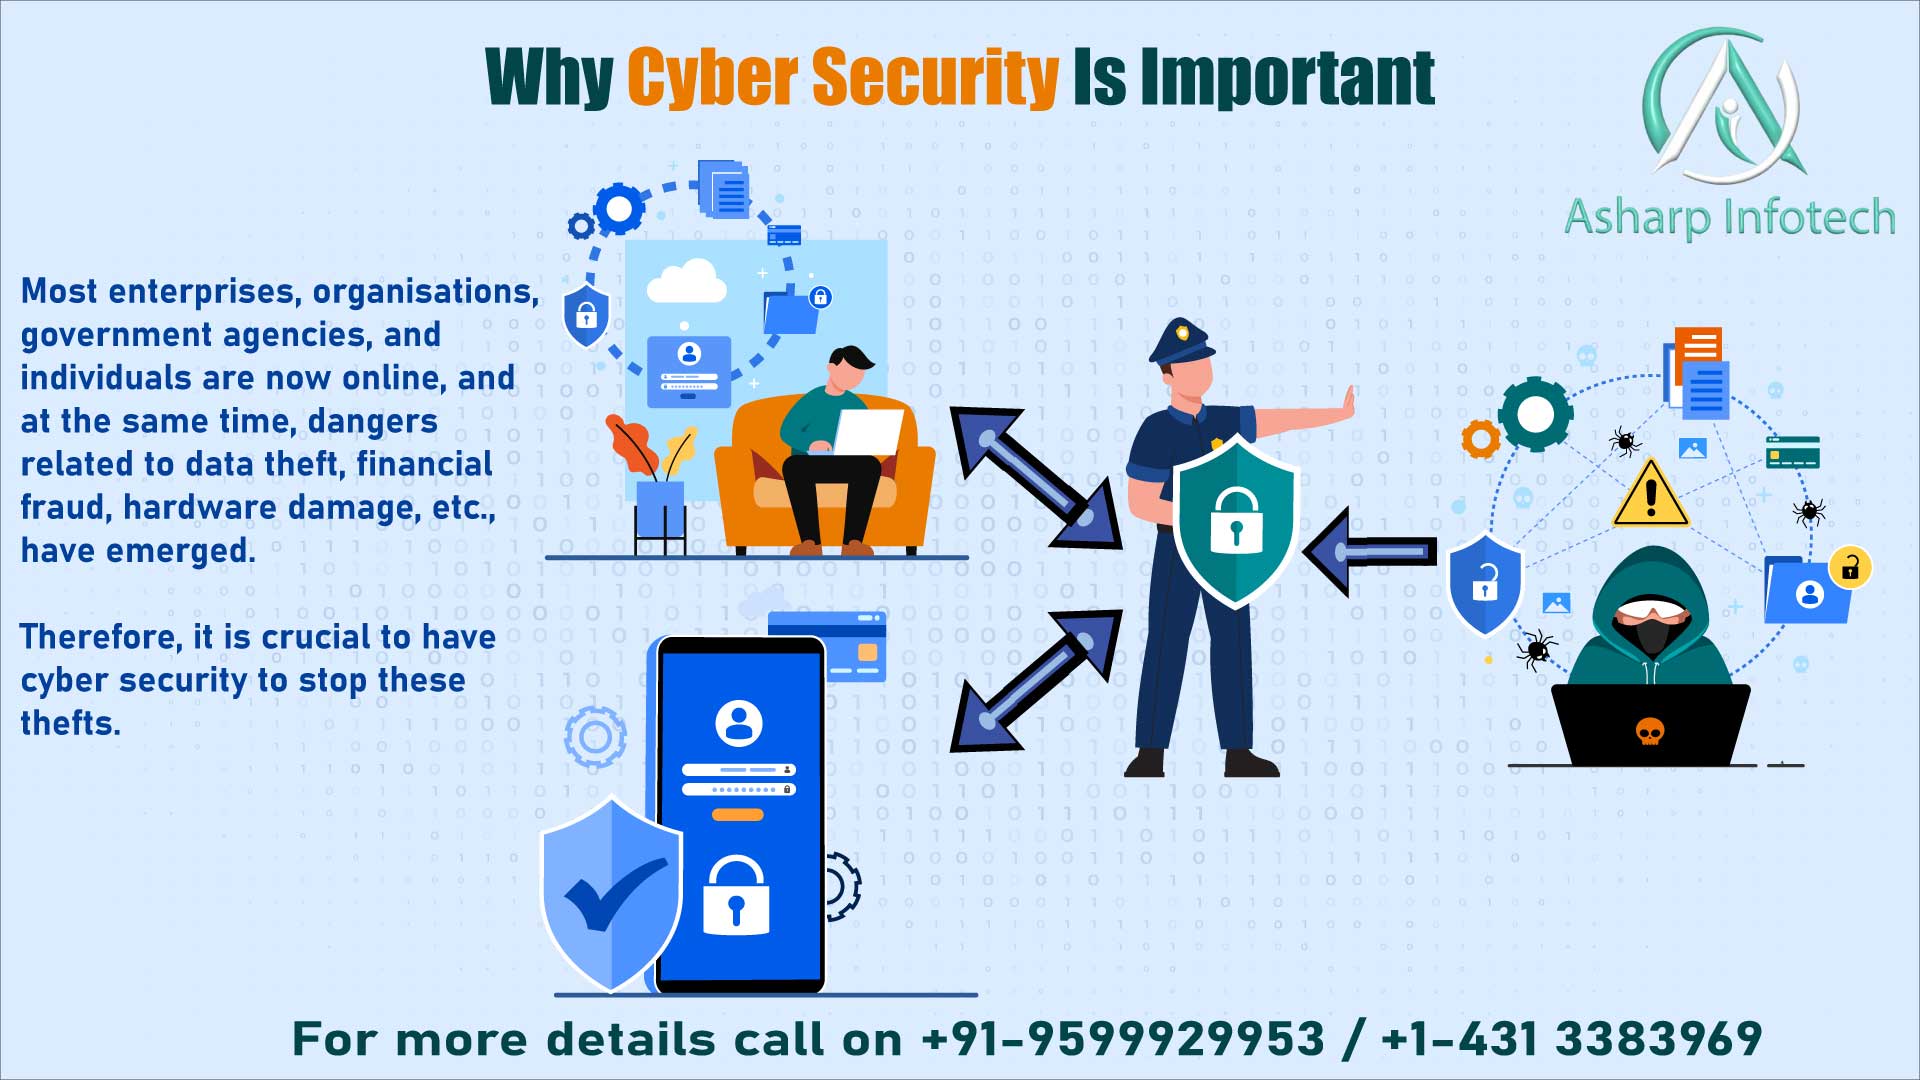 Why Cyber Security Is Important
Asharp Infotech
Most enterprises, organisations,
government agencies, and
individuals are now online, and
at the same time, dangers
related to data theft, financial
fraud, hardware damage, etc.,
have emerged.
Therefore, it is crucial to have
cyber security to stop these
thefts.
For more details call on +91-9599929953 / +1-431 3383969